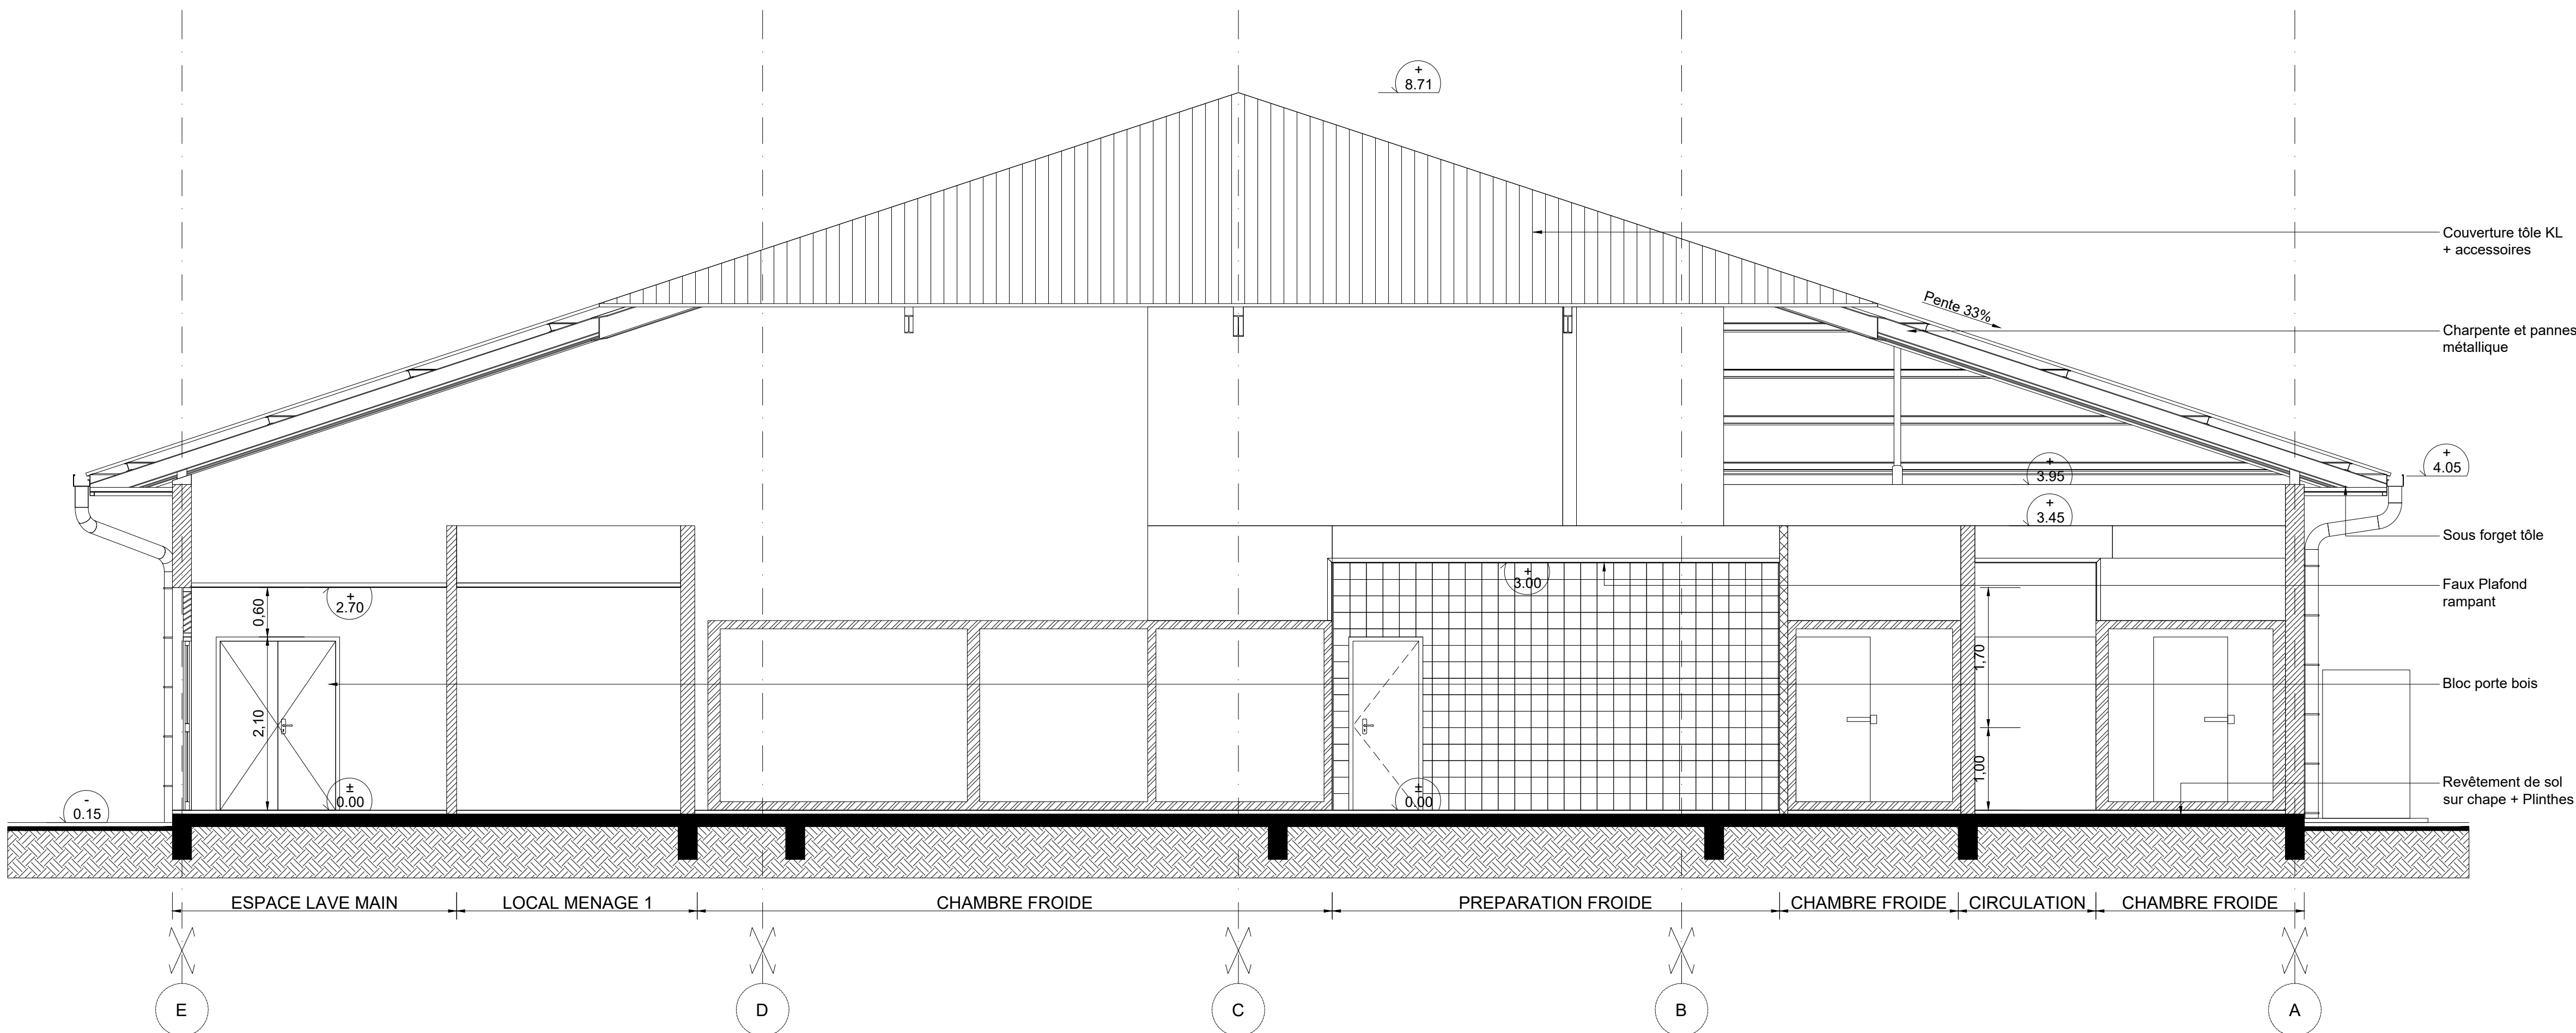 +
8.71
Couverture tôle KL
+ accessoires
Pente 33%
Charpente et pannes
métallique
+
3.95
+
4.05
+
3.45
Sous forget tôle
+
3.00
Faux Plafond
rampant
0,60
+
2.70
1,70
Bloc porte bois
2,10
1,00
±
0.00
±
0.00
Revêtement de sol
sur chape + Plinthes
-
0.15
ESPACE LAVE MAIN
LOCAL MENAGE 1
CHAMBRE FROIDE
PREPARATION FROIDE
CHAMBRE FROIDE
CIRCULATION
CHAMBRE FROIDE
E
D
C
B
A